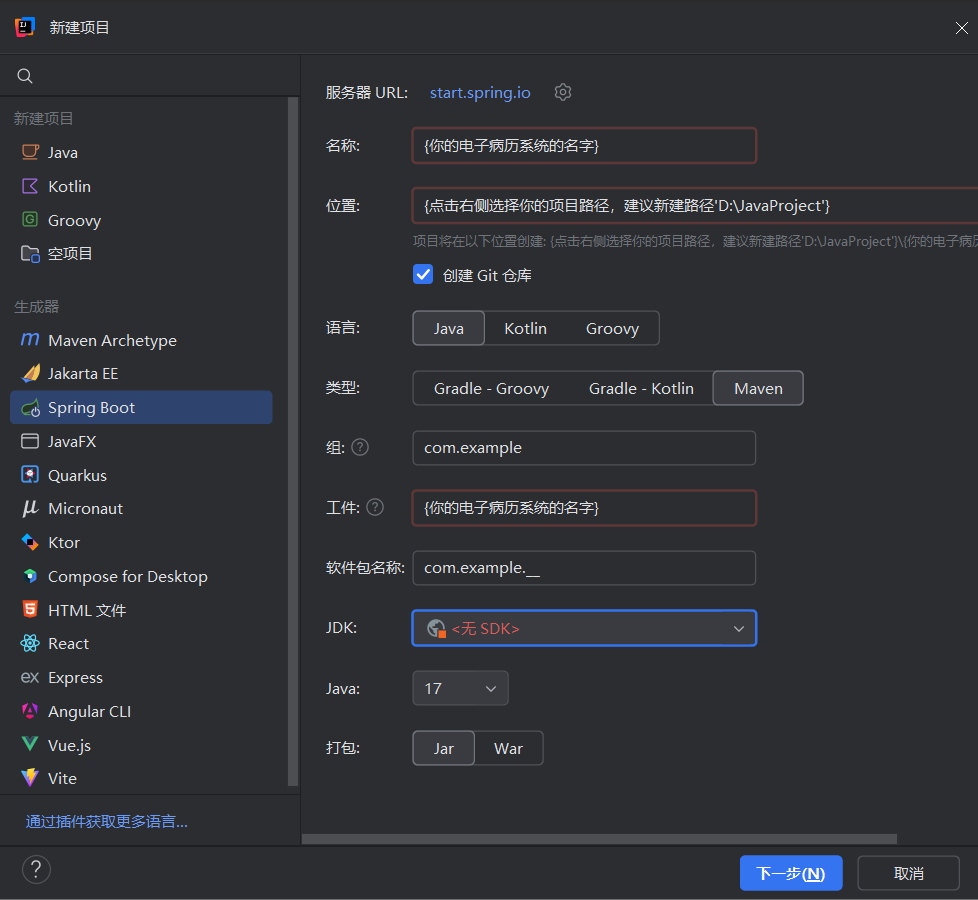 新建项目
新建项目
Java
Kotlin
Groovy
空项目
生成器
Maven Archetype
Jakarta EE
Spring Boot
JavaFX
Quarkus
Micronaut
Ktor
Compose for Desktop
HTML 文件
React
Express
Angular CLI
Vue.js
Vite
通过插件获取更多语言...
服务器 URL: start.spring.io
名称: {你的电子病历系统的名字}
位置: {点击右侧选择你的项目路径，建议新建路径'D:\JavaProject'}
项目将在以下位置创建: {点击右侧选择你的项目路径，建议新建路径'D:\JavaProject'}\{你的电子病历
创建 Git 仓库
语言: Java Kotlin Groovy
类型: Gradle - Groovy Gradle - Kotlin Maven
组: ? com.example
工件: ? {你的电子病历系统的名字}
软件包名称: com.example.__
JDK: <无 SDK>
Java: 17
打包: Jar War
? 下一步(N) 取消